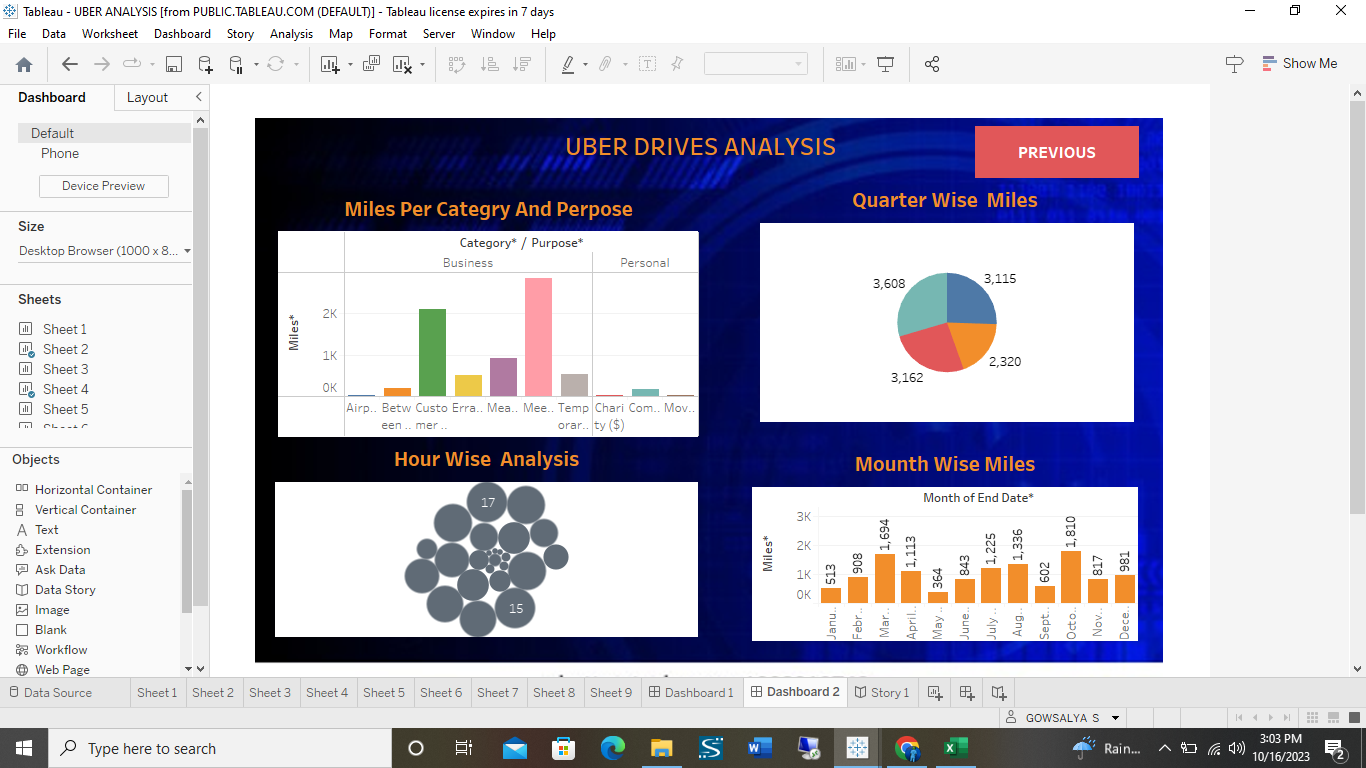 Tableau - UBER ANALYSIS [from PUBLIC.TABLEAU.COM (DEFAULT)] - Tableau license expires in 7 days
File Data Worksheet Dashboard Story Analysis Map Format Server Window Help
Show Me
Dashboard Layout
Default
Phone
Device Preview
Size
Desktop Browser (1000 x 8...
Sheets
Sheet 1
Sheet 2
Sheet 3
Sheet 4
Sheet 5
Objects
Horizontal Container
Vertical Container
Text
Extension
Ask Data
Data Story
Image
Blank
Workflow
Web Page
UBER DRIVES ANALYSIS
PREVIOUS
Miles Per Categry And Perpose
Category* / Purpose*
Business Personal
Miles*
2K
1K
0K
Airp.. Betw een .. Custo mer .. Erra.. Mea.. Mee.. Temp orar.. Chari ty ($) Com.. Mov..
Quarter Wise Miles
3,608 3,115
2,320
3,162
Hour Wise Analysis
17
15
Mounth Wise Miles
Month of End Date*
Miles*
3K
2K
1K
0K
513 908 1,694 1,113 364 843 1,225 1,336 602 1,810 817 981
Janu.. Febr.. Mar.. April.. May.. June.. July.. Aug.. Sept.. Octo.. Nov.. Dece..
Data Source Sheet 1 Sheet 2 Sheet 3 Sheet 4 Sheet 5 Sheet 6 Sheet 7 Sheet 8 Sheet 9 Dashboard 1 Dashboard 2 Story 1
GOWSALYA S
Type here to search
Rain...
3:03 PM
10/16/2023
2